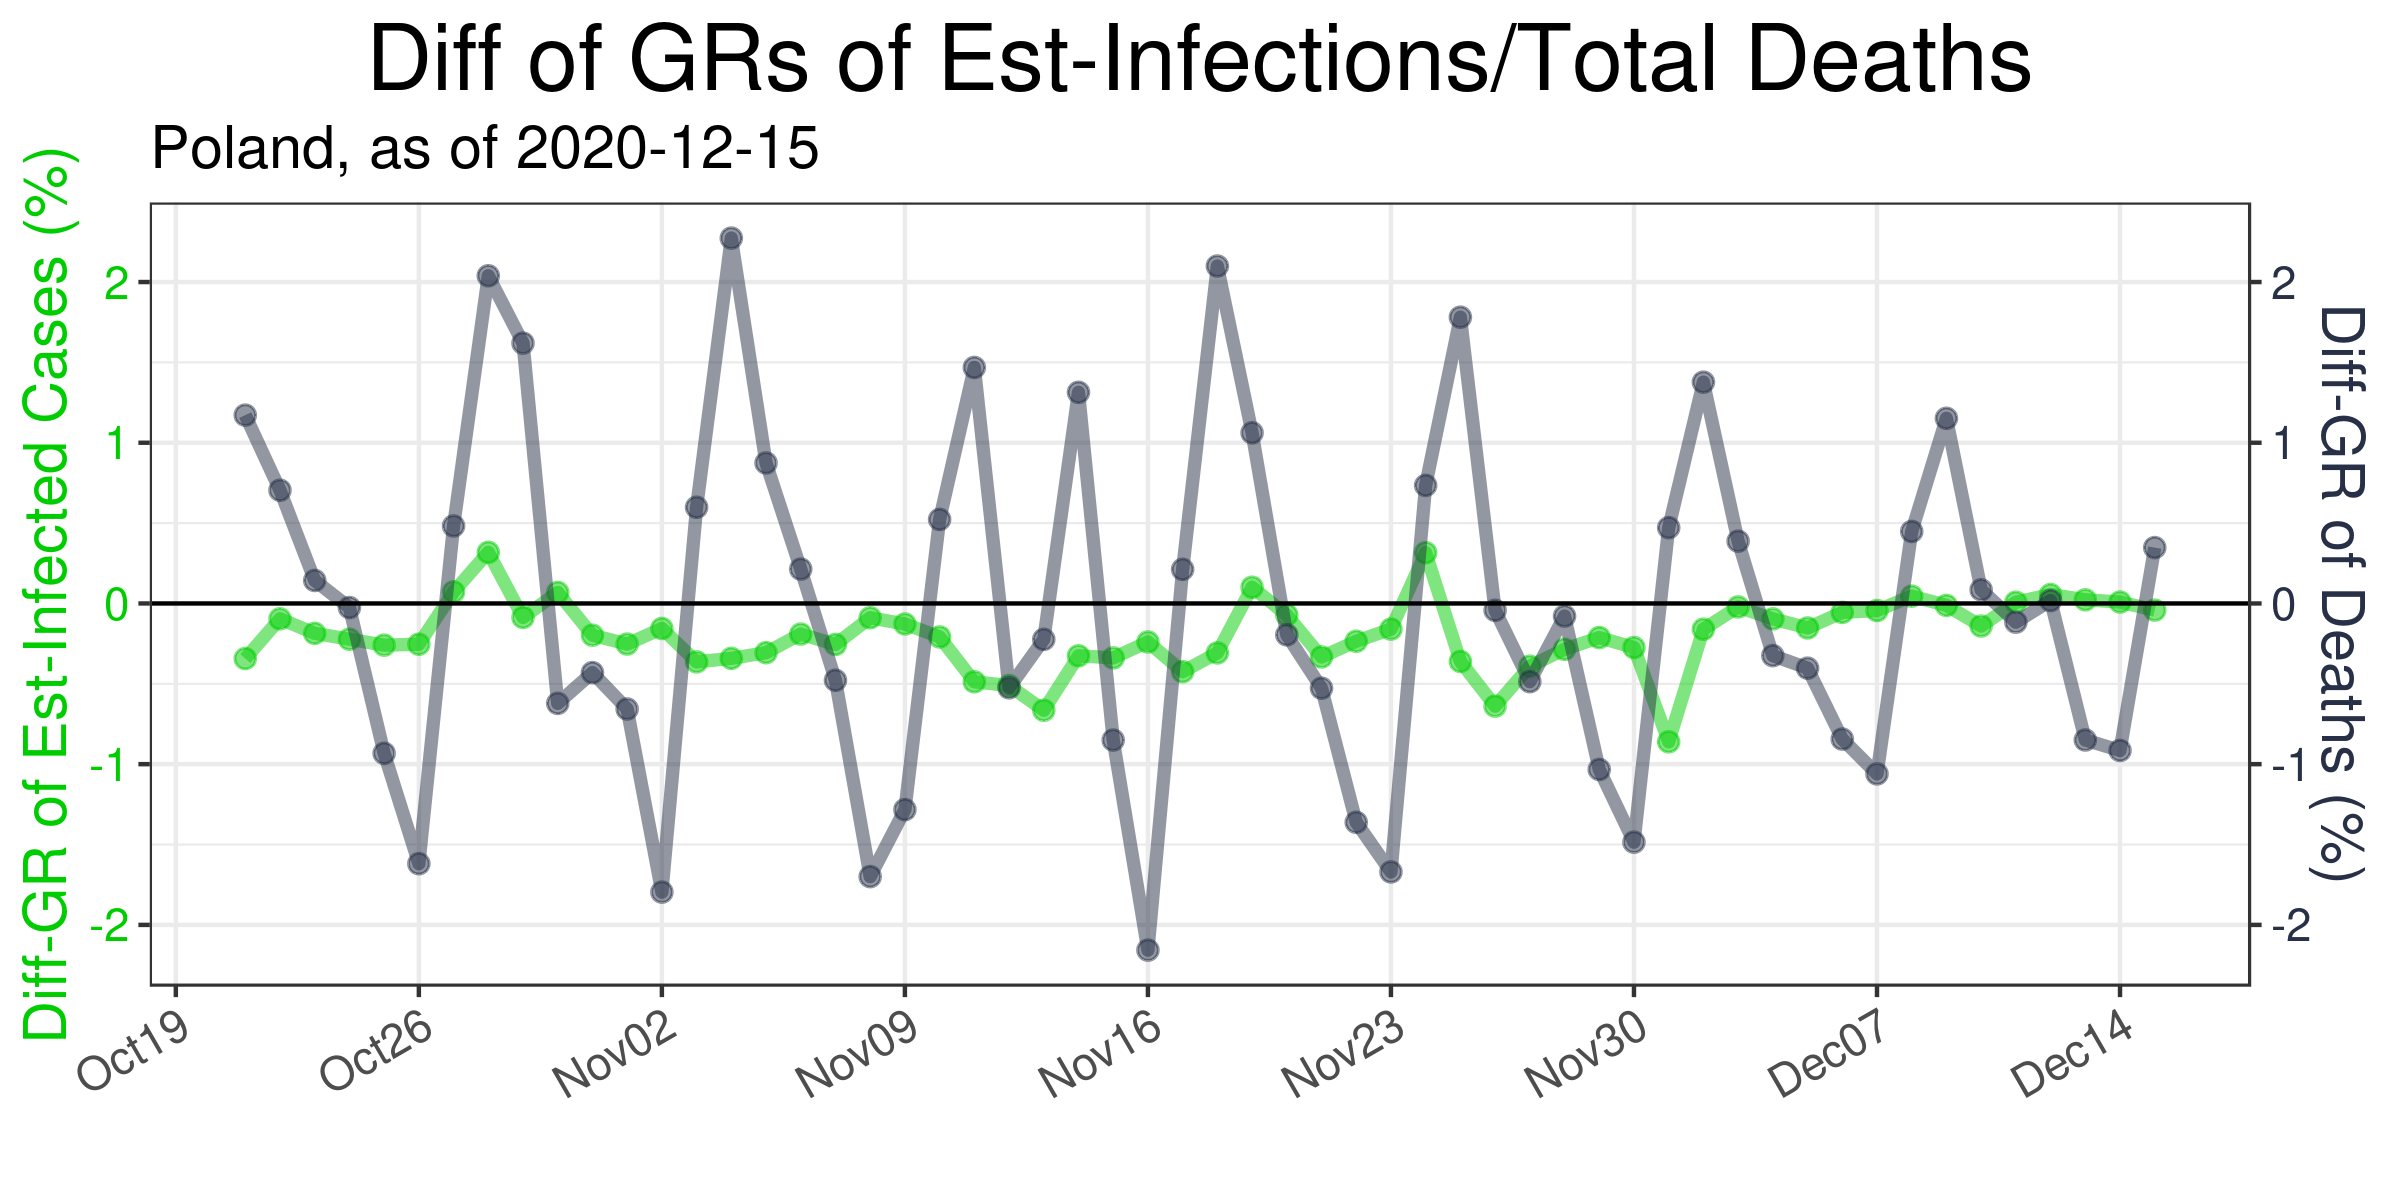 Diff of GRs of Est-Infections/Total Deaths
Poland, as of 2020-12-15
Diff-GR of Est-Infected Cases (%)
2
1
0
-1
-2
2
1
0
-1
-2
Diff-GR of Deaths (%)
Oct19
Oct26
Nov02
Nov09
Nov16
Nov23
Nov30
Dec07
Dec14